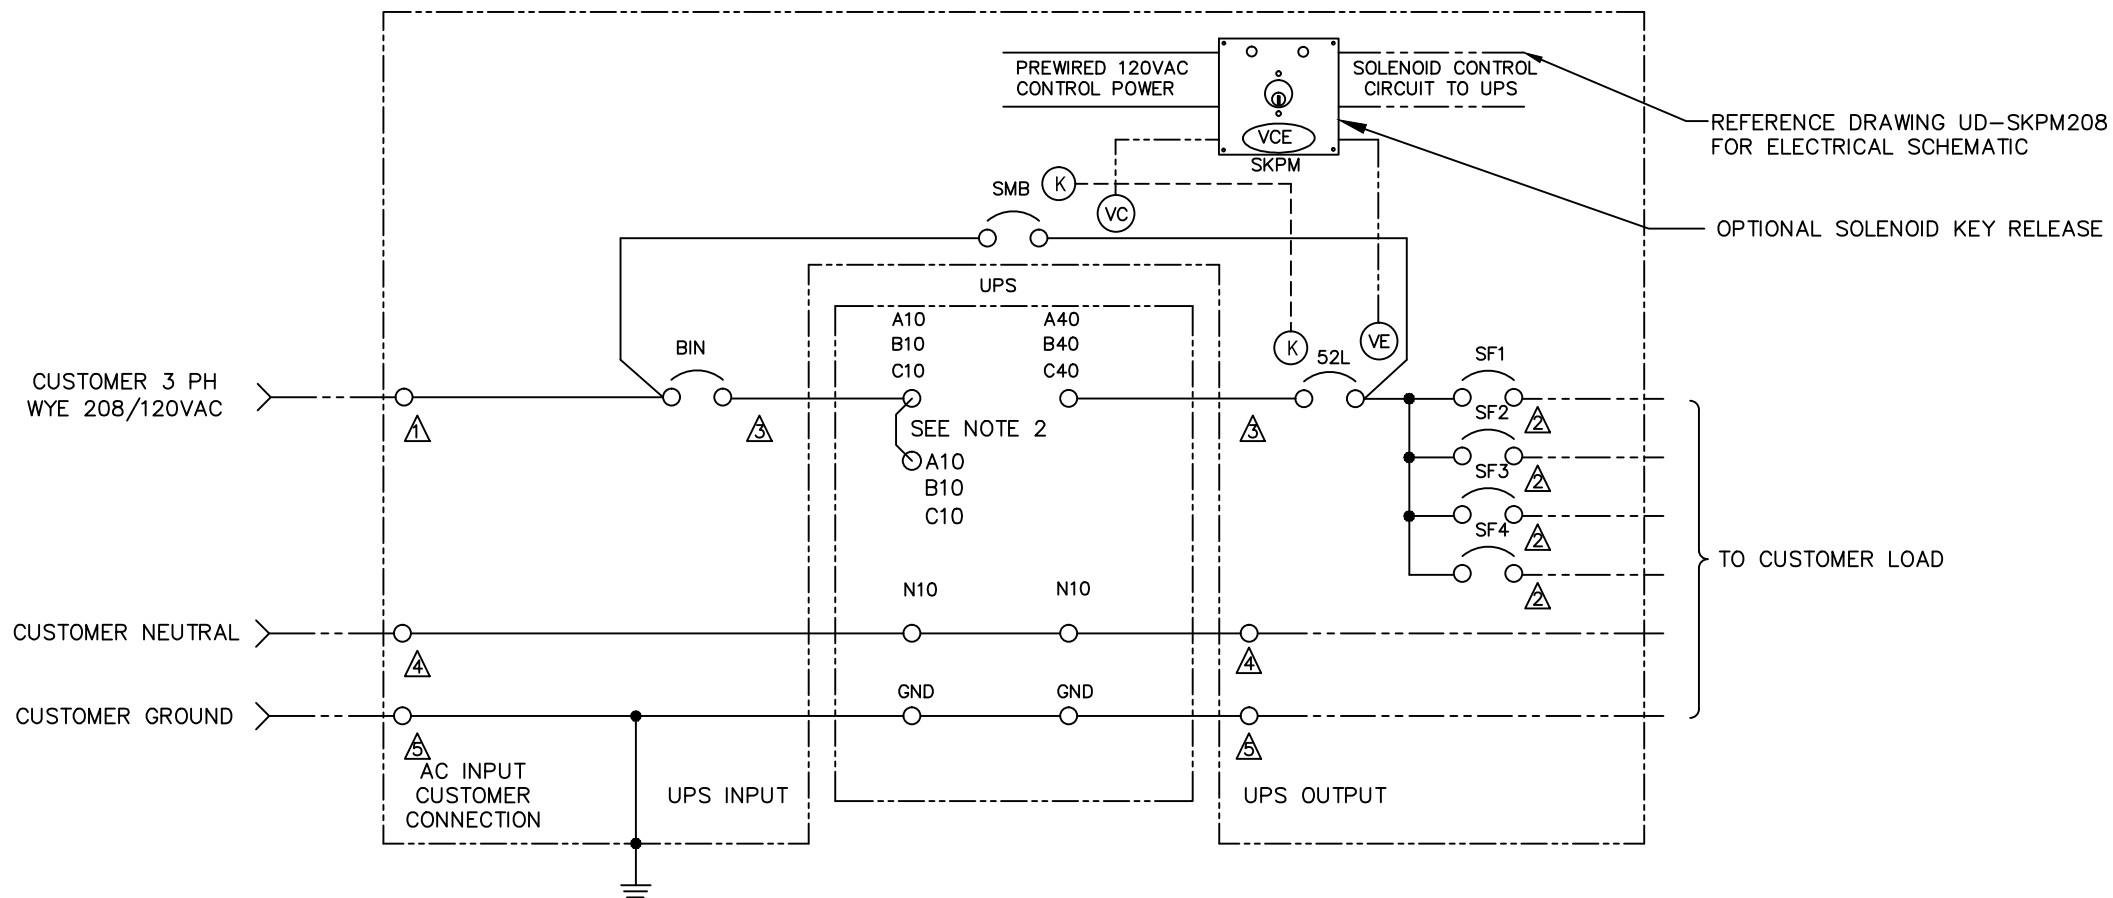 PREWIRED 120VAC
CONTROL POWER
SOLENOID CONTROL
CIRCUIT TO UPS
VCE
SKPM
REFERENCE DRAWING UD-SKPM208
FOR ELECTRICAL SCHEMATIC
SMB
K
VC
OPTIONAL SOLENOID KEY RELEASE
UPS
A10
B10
C10
A40
B40
C40
K
VE
BIN
52L
SF1
CUSTOMER 3 PH
WYE 208/120VAC
1
3
SEE NOTE 2
3
SF2
2
A10
B10
C10
SF3
2
SF4
2
2
TO CUSTOMER LOAD
N10
N10
CUSTOMER NEUTRAL
4
4
GND
GND
CUSTOMER GROUND
5
5
AC INPUT
CUSTOMER
CONNECTION
UPS INPUT
UPS OUTPUT